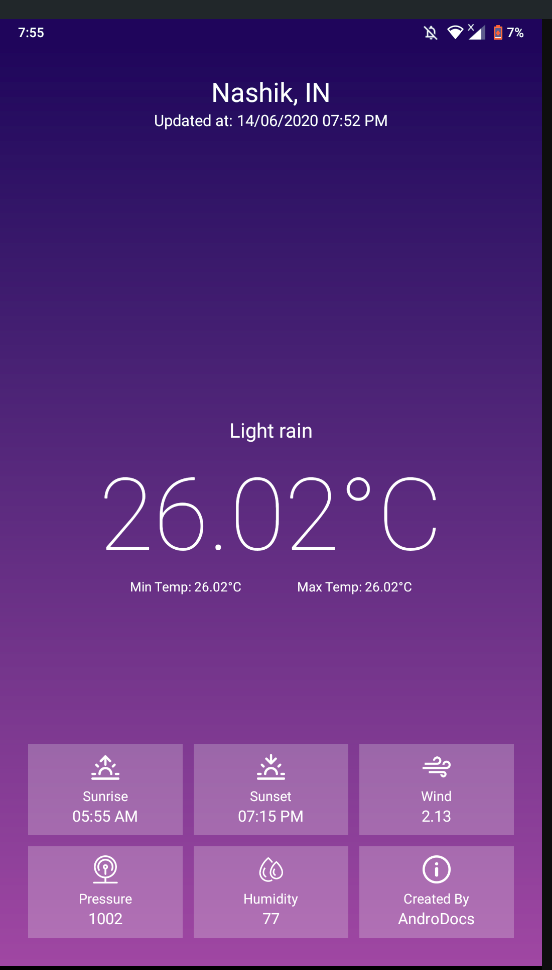 7:55 7%
Nashik, IN
Updated at: 14/06/2020 07:52 PM
Light rain
26.02°C
Min Temp: 26.02°C Max Temp: 26.02°C
Sunrise Sunset Wind
05:55 AM 07:15 PM 2.13
Pressure Humidity Created By
1002 77 AndroDocs